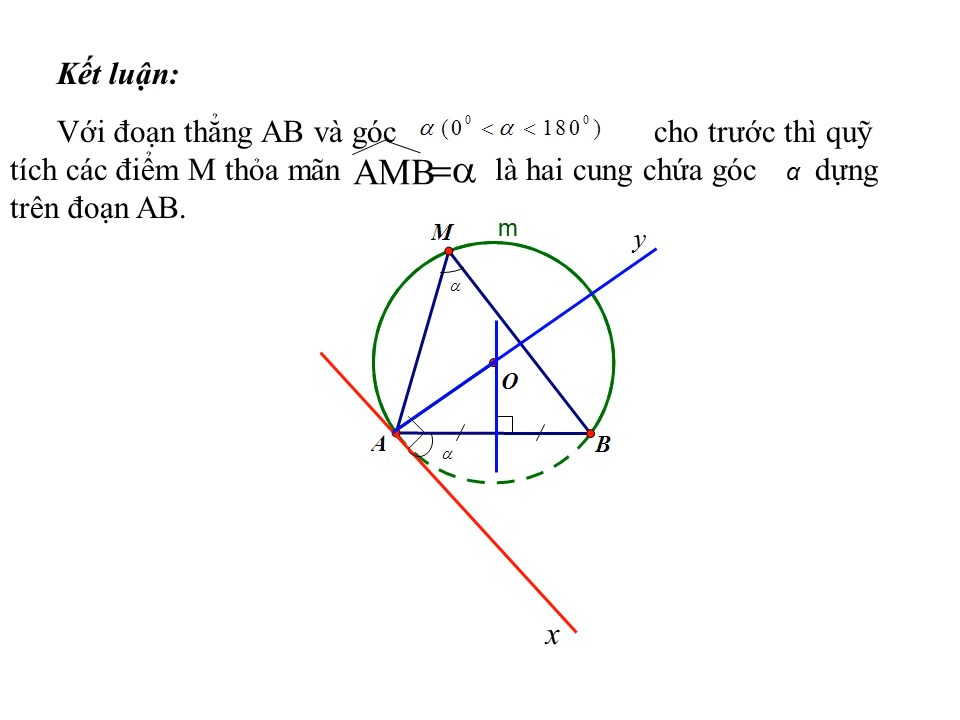 Kết luận:
Với đoạn thẳng AB và góc α (0⁰ < α < 180⁰) cho trước thì quỹ
tích các điểm M thỏa mãn AMB=α là hai cung chứa góc α dựng
trên đoạn AB.
M
m
y
α
O
A
B
α
x